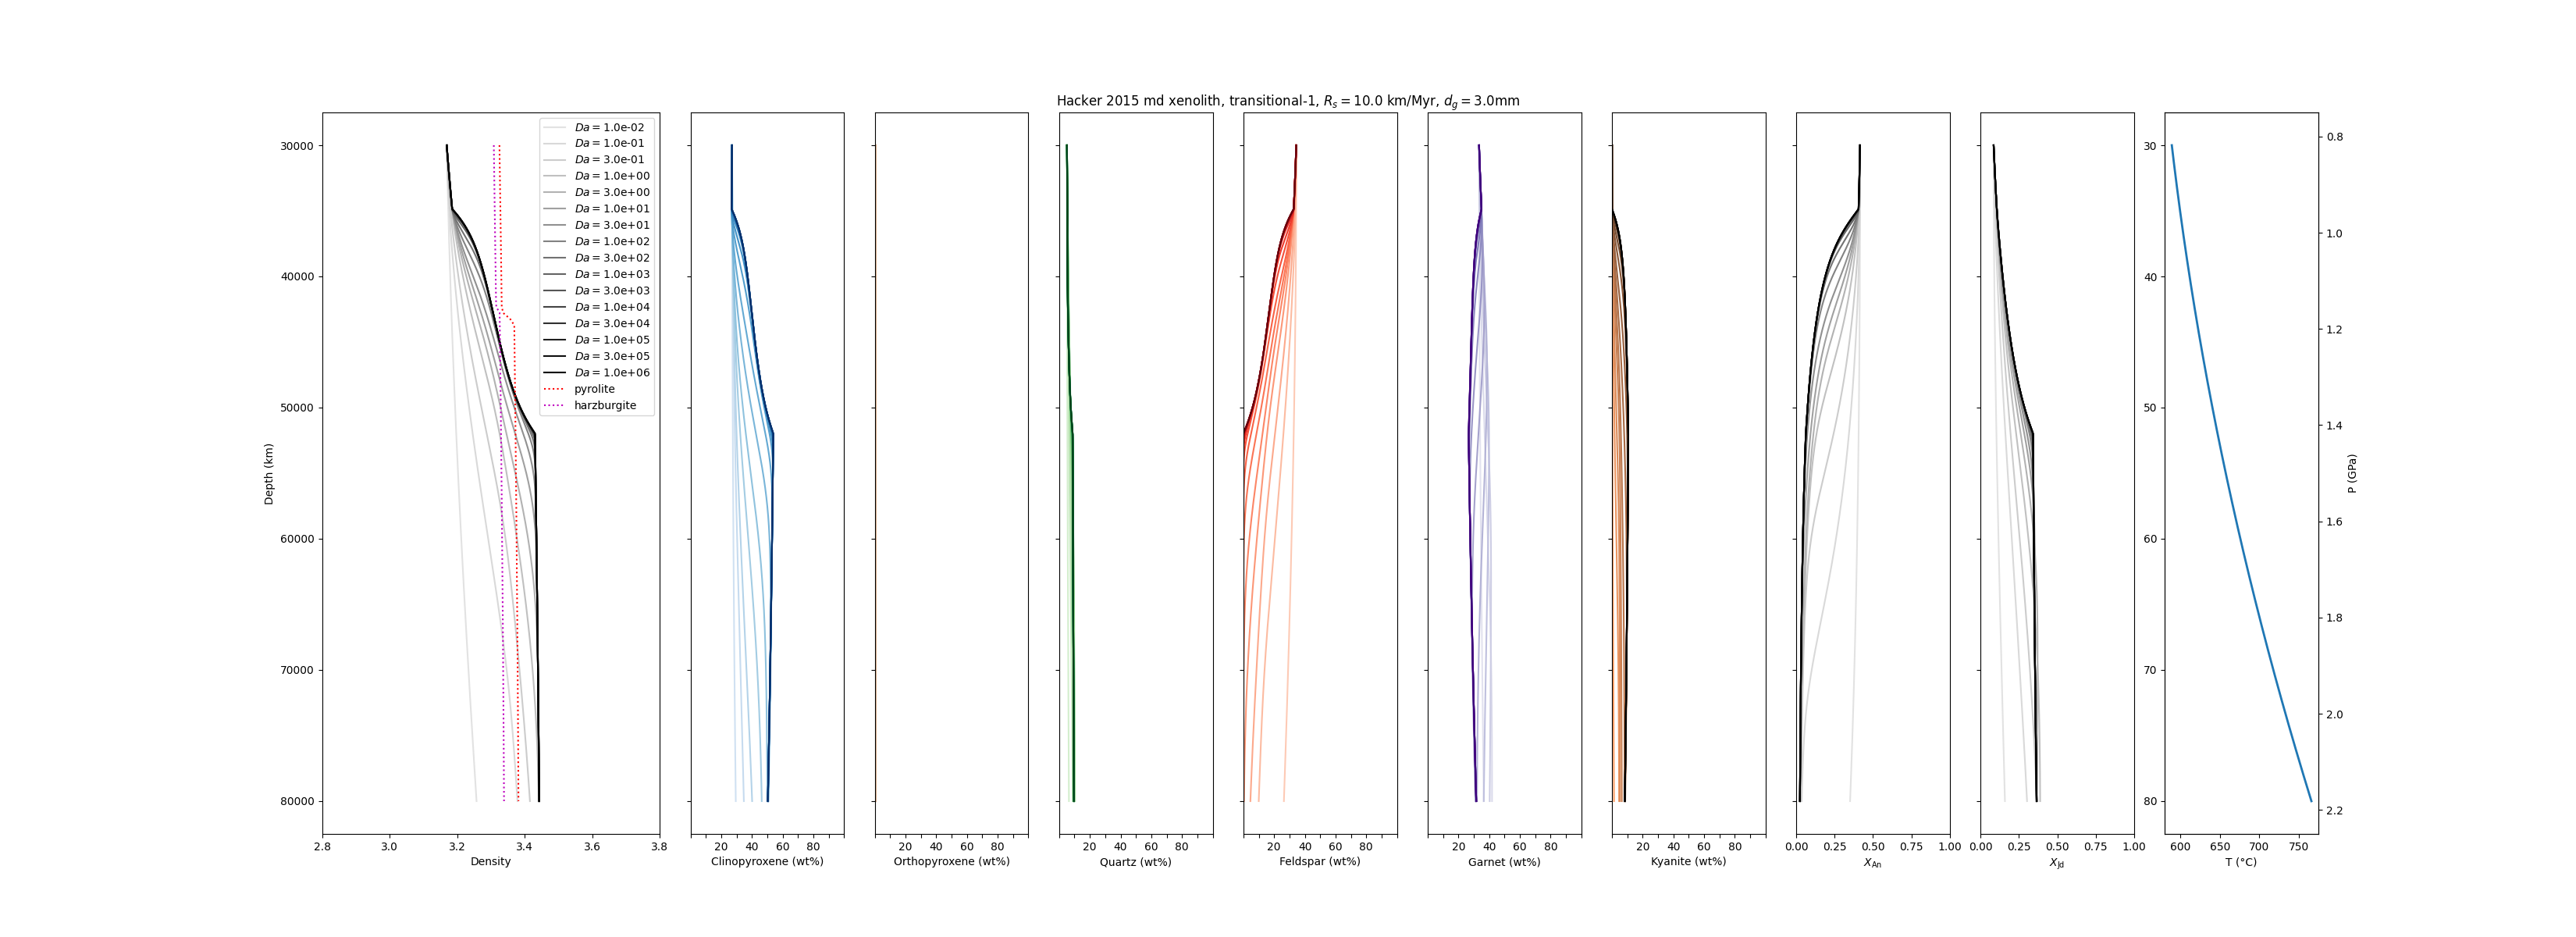 Hacker 2015 md xenolith, transitional-1, R_s = 10.0 km/Myr, d_g = 3.0mm
Da = 1.0e-02
Da = 1.0e-01
Da = 3.0e-01
Da = 1.0e+00
Da = 3.0e+00
Da = 1.0e+01
Da = 3.0e+01
Da = 1.0e+02
Da = 3.0e+02
Da = 1.0e+03
Da = 3.0e+03
Da = 1.0e+04
Da = 3.0e+04
Da = 1.0e+05
Da = 3.0e+05
Da = 1.0e+06
pyrolite
harzburgite
Depth (km)
30000
40000
50000
60000
70000
80000
2.8 3.0 3.2 3.4 3.6 3.8
Density
20 40 60 80
Clinopyroxene (wt%)
20 40 60 80
Orthopyroxene (wt%)
20 40 60 80
Quartz (wt%)
20 40 60 80
Feldspar (wt%)
20 40 60 80
Garnet (wt%)
20 40 60 80
Kyanite (wt%)
0.00 0.25 0.50 0.75 1.00
X_An
0.00 0.25 0.50 0.75 1.00
X_Jd
30
40
50
60
70
80
600 650 700 750
T (°C)
0.8
1.0
1.2
1.4
1.6
1.8
2.0
2.2
P (GPa)